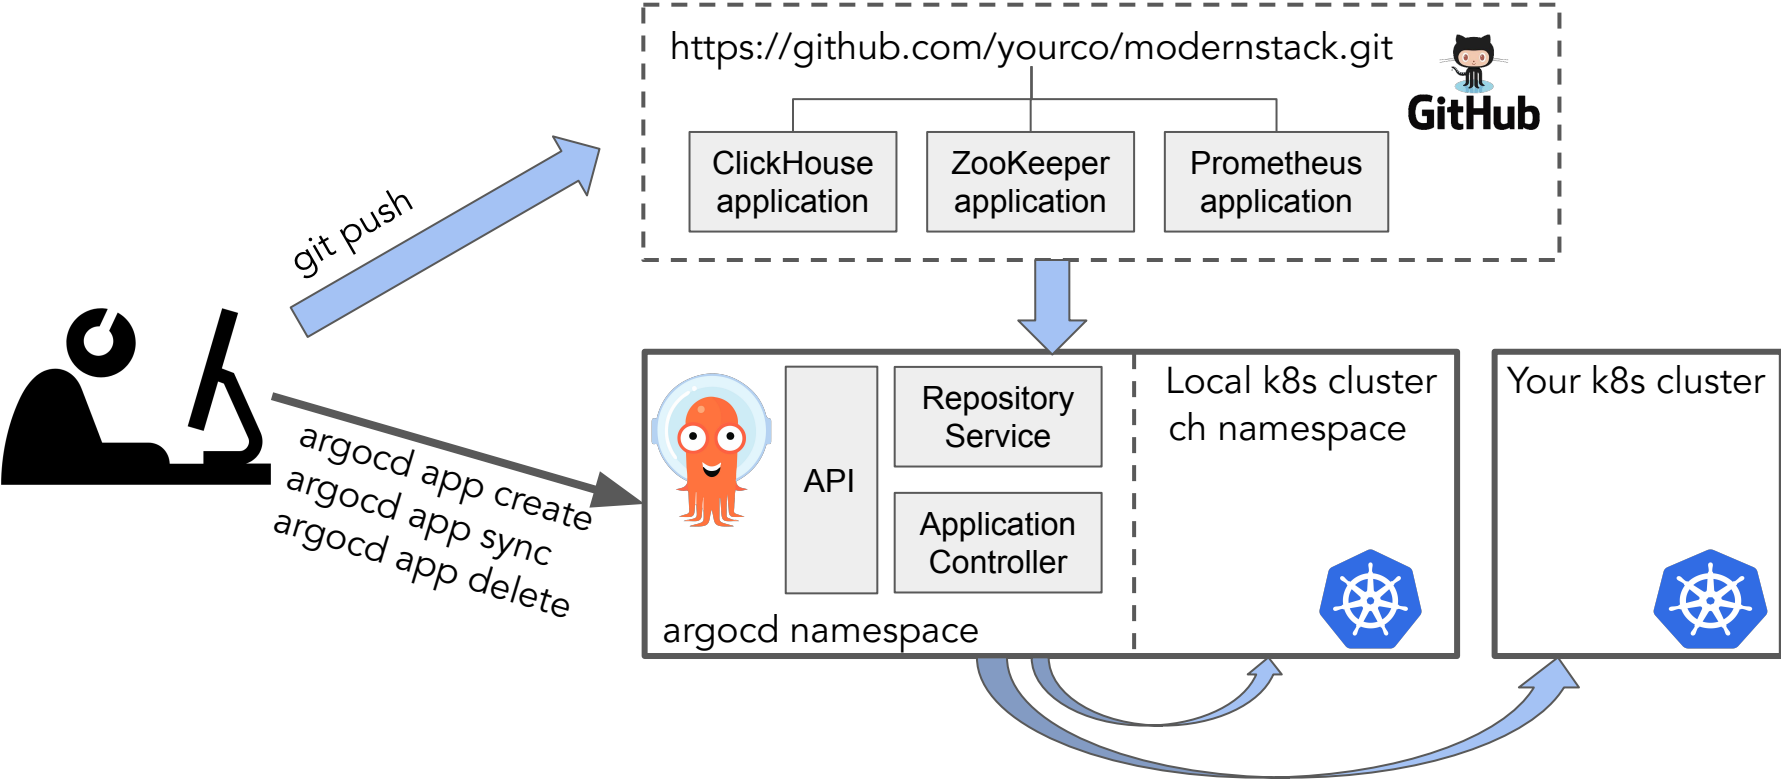 https://github.com/yourco/modernstack.git
GitHub
ClickHouse
application
ZooKeeper
application
Prometheus
application
git push
argocd app create
argocd app sync
argocd app delete
API
Repository
Service
Application
Controller
argocd namespace
Local k8s cluster
ch namespace
Your k8s cluster